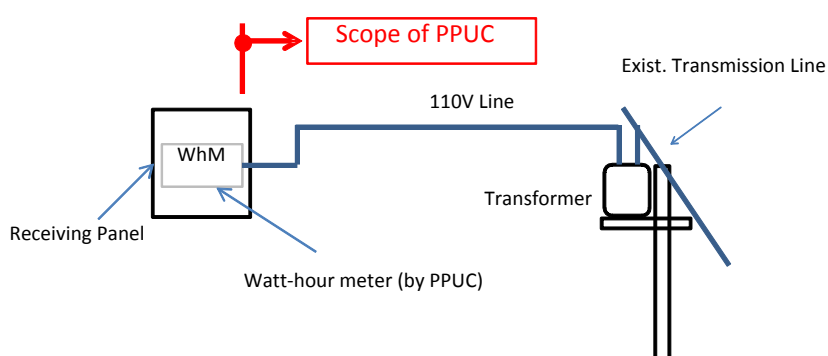 Scope of PPUC
Exist. Transmission Line
110V Line
WhM
Transformer
Receiving Panel
Watt-hour meter (by PPUC)